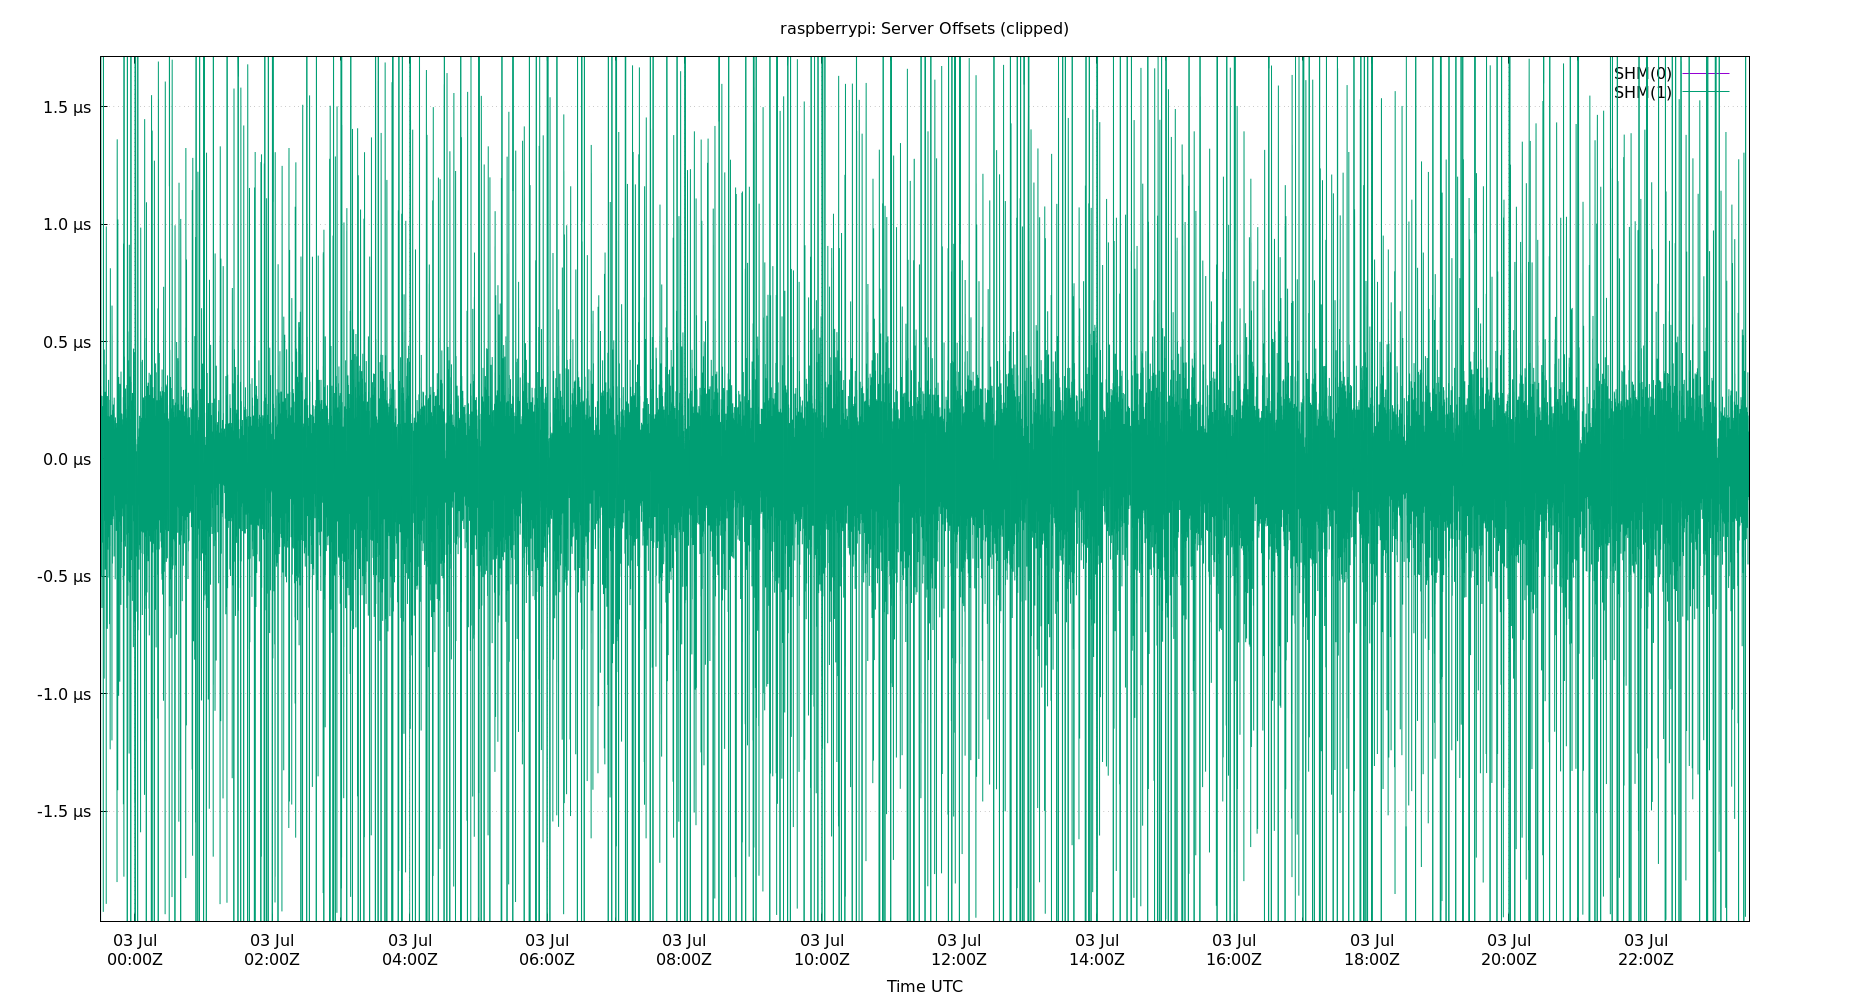 raspberrypi: Server Offsets (clipped)
SHM(0)
SHM(1)
1.5 µs
1.0 µs
0.5 µs
0.0 µs
-0.5 µs
-1.0 µs
-1.5 µs
03 Jul 03 Jul 03 Jul 03 Jul 03 Jul 03 Jul 03 Jul 03 Jul 03 Jul 03 Jul 03 Jul 03 Jul
00:00Z 02:00Z 04:00Z 06:00Z 08:00Z 10:00Z 12:00Z 14:00Z 16:00Z 18:00Z 20:00Z 22:00Z
Time UTC